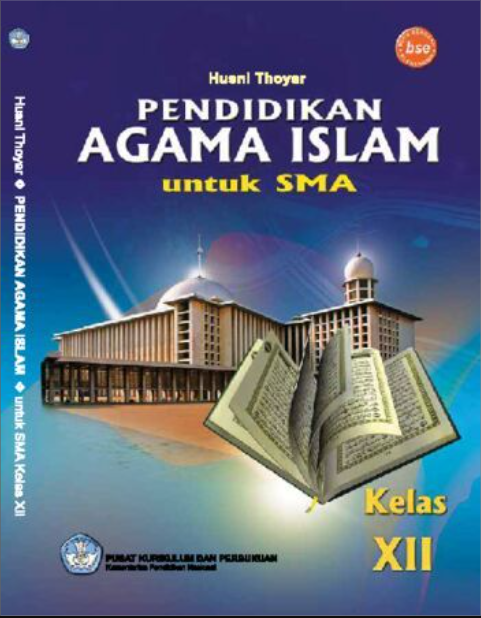 bse
Husni Thoyar
PENDIDIKAN
AGAMA ISLAM
untuk SMA
Husni Thoyar ◆ PENDIDIKAN AGAMA ISLAM ◆ untuk SMA Kelas XII
Kelas
XII
PUSAT KURIKULUM DAN PERBUKUAN
Kementerian Pendidikan Nasional